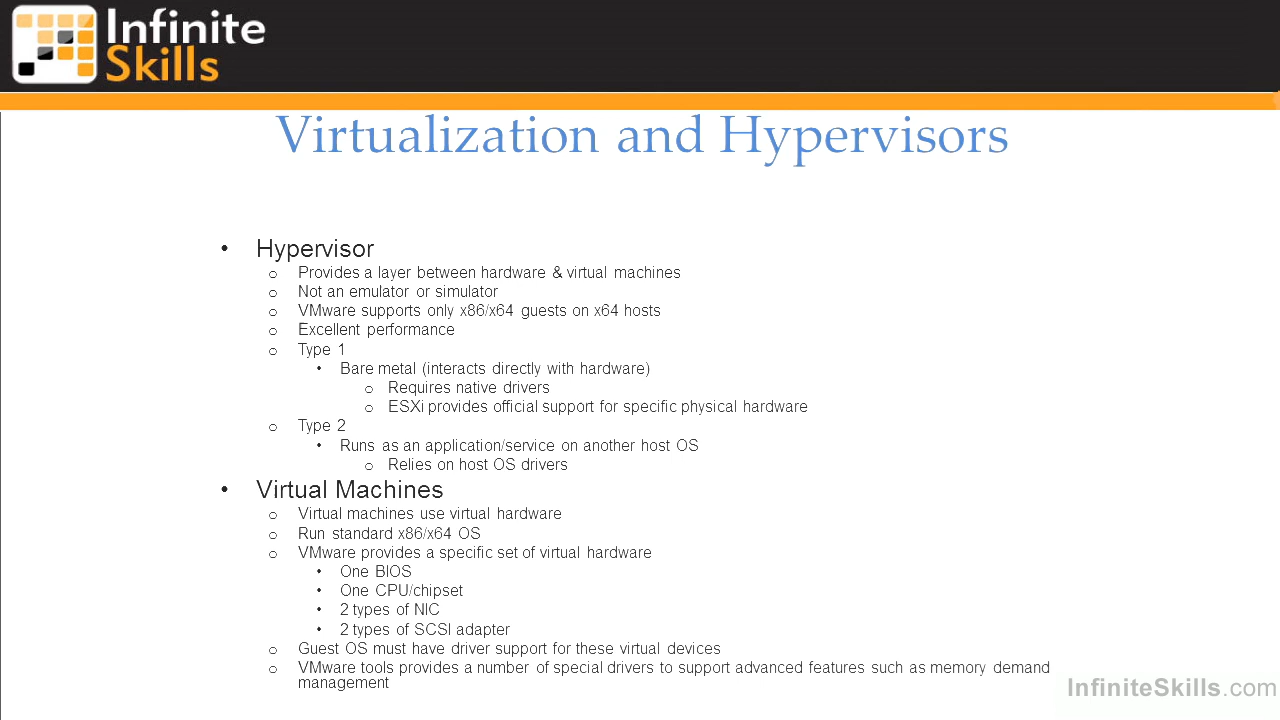 Infinite
Skills
Virtualization and Hypervisors
• Hypervisor
o Provides a layer between hardware & virtual machines
o Not an emulator or simulator
o VMware supports only x86/x64 guests on x64 hosts
o Excellent performance
o Type 1
• Bare metal (interacts directly with hardware)
o Requires native drivers
o ESXi provides official support for specific physical hardware
o Type 2
• Runs as an application/service on another host OS
o Relies on host OS drivers
• Virtual Machines
o Virtual machines use virtual hardware
o Run standard x86/x64 OS
o VMware provides a specific set of virtual hardware
• One BIOS
• One CPU/chipset
• 2 types of NIC
• 2 types of SCSI adapter
o Guest OS must have driver support for these virtual devices
o VMware tools provides a number of special drivers to support advanced features such as memory demand
management
InfiniteSkills.com